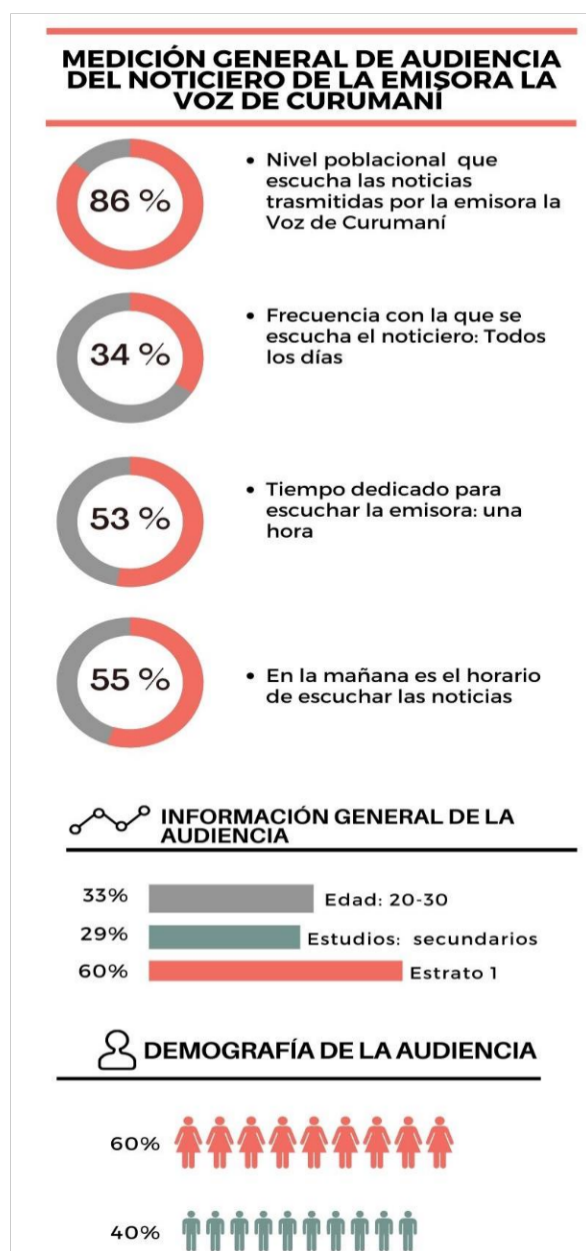 MEDICIÓN GENERAL DE AUDIENCIA
DEL NOTICIERO DE LA EMISORA LA
VOZ DE CURUMANÍ
86 %
• Nivel poblacional que
escucha las noticias
trasmitidas por la emisora la
Voz de Curumaní
34 %
• Frecuencia con la que se
escucha el noticiero: Todos
los días
53 %
• Tiempo dedicado para
escuchar la emisora: una
hora
55 %
• En la mañana es el horario
de escuchar las noticias
INFORMACIÓN GENERAL DE LA
AUDIENCIA
33% Edad: 20-30
29% Estudios: secundarios
60% Estrato 1
DEMOGRAFÍA DE LA AUDIENCIA
60%
40%